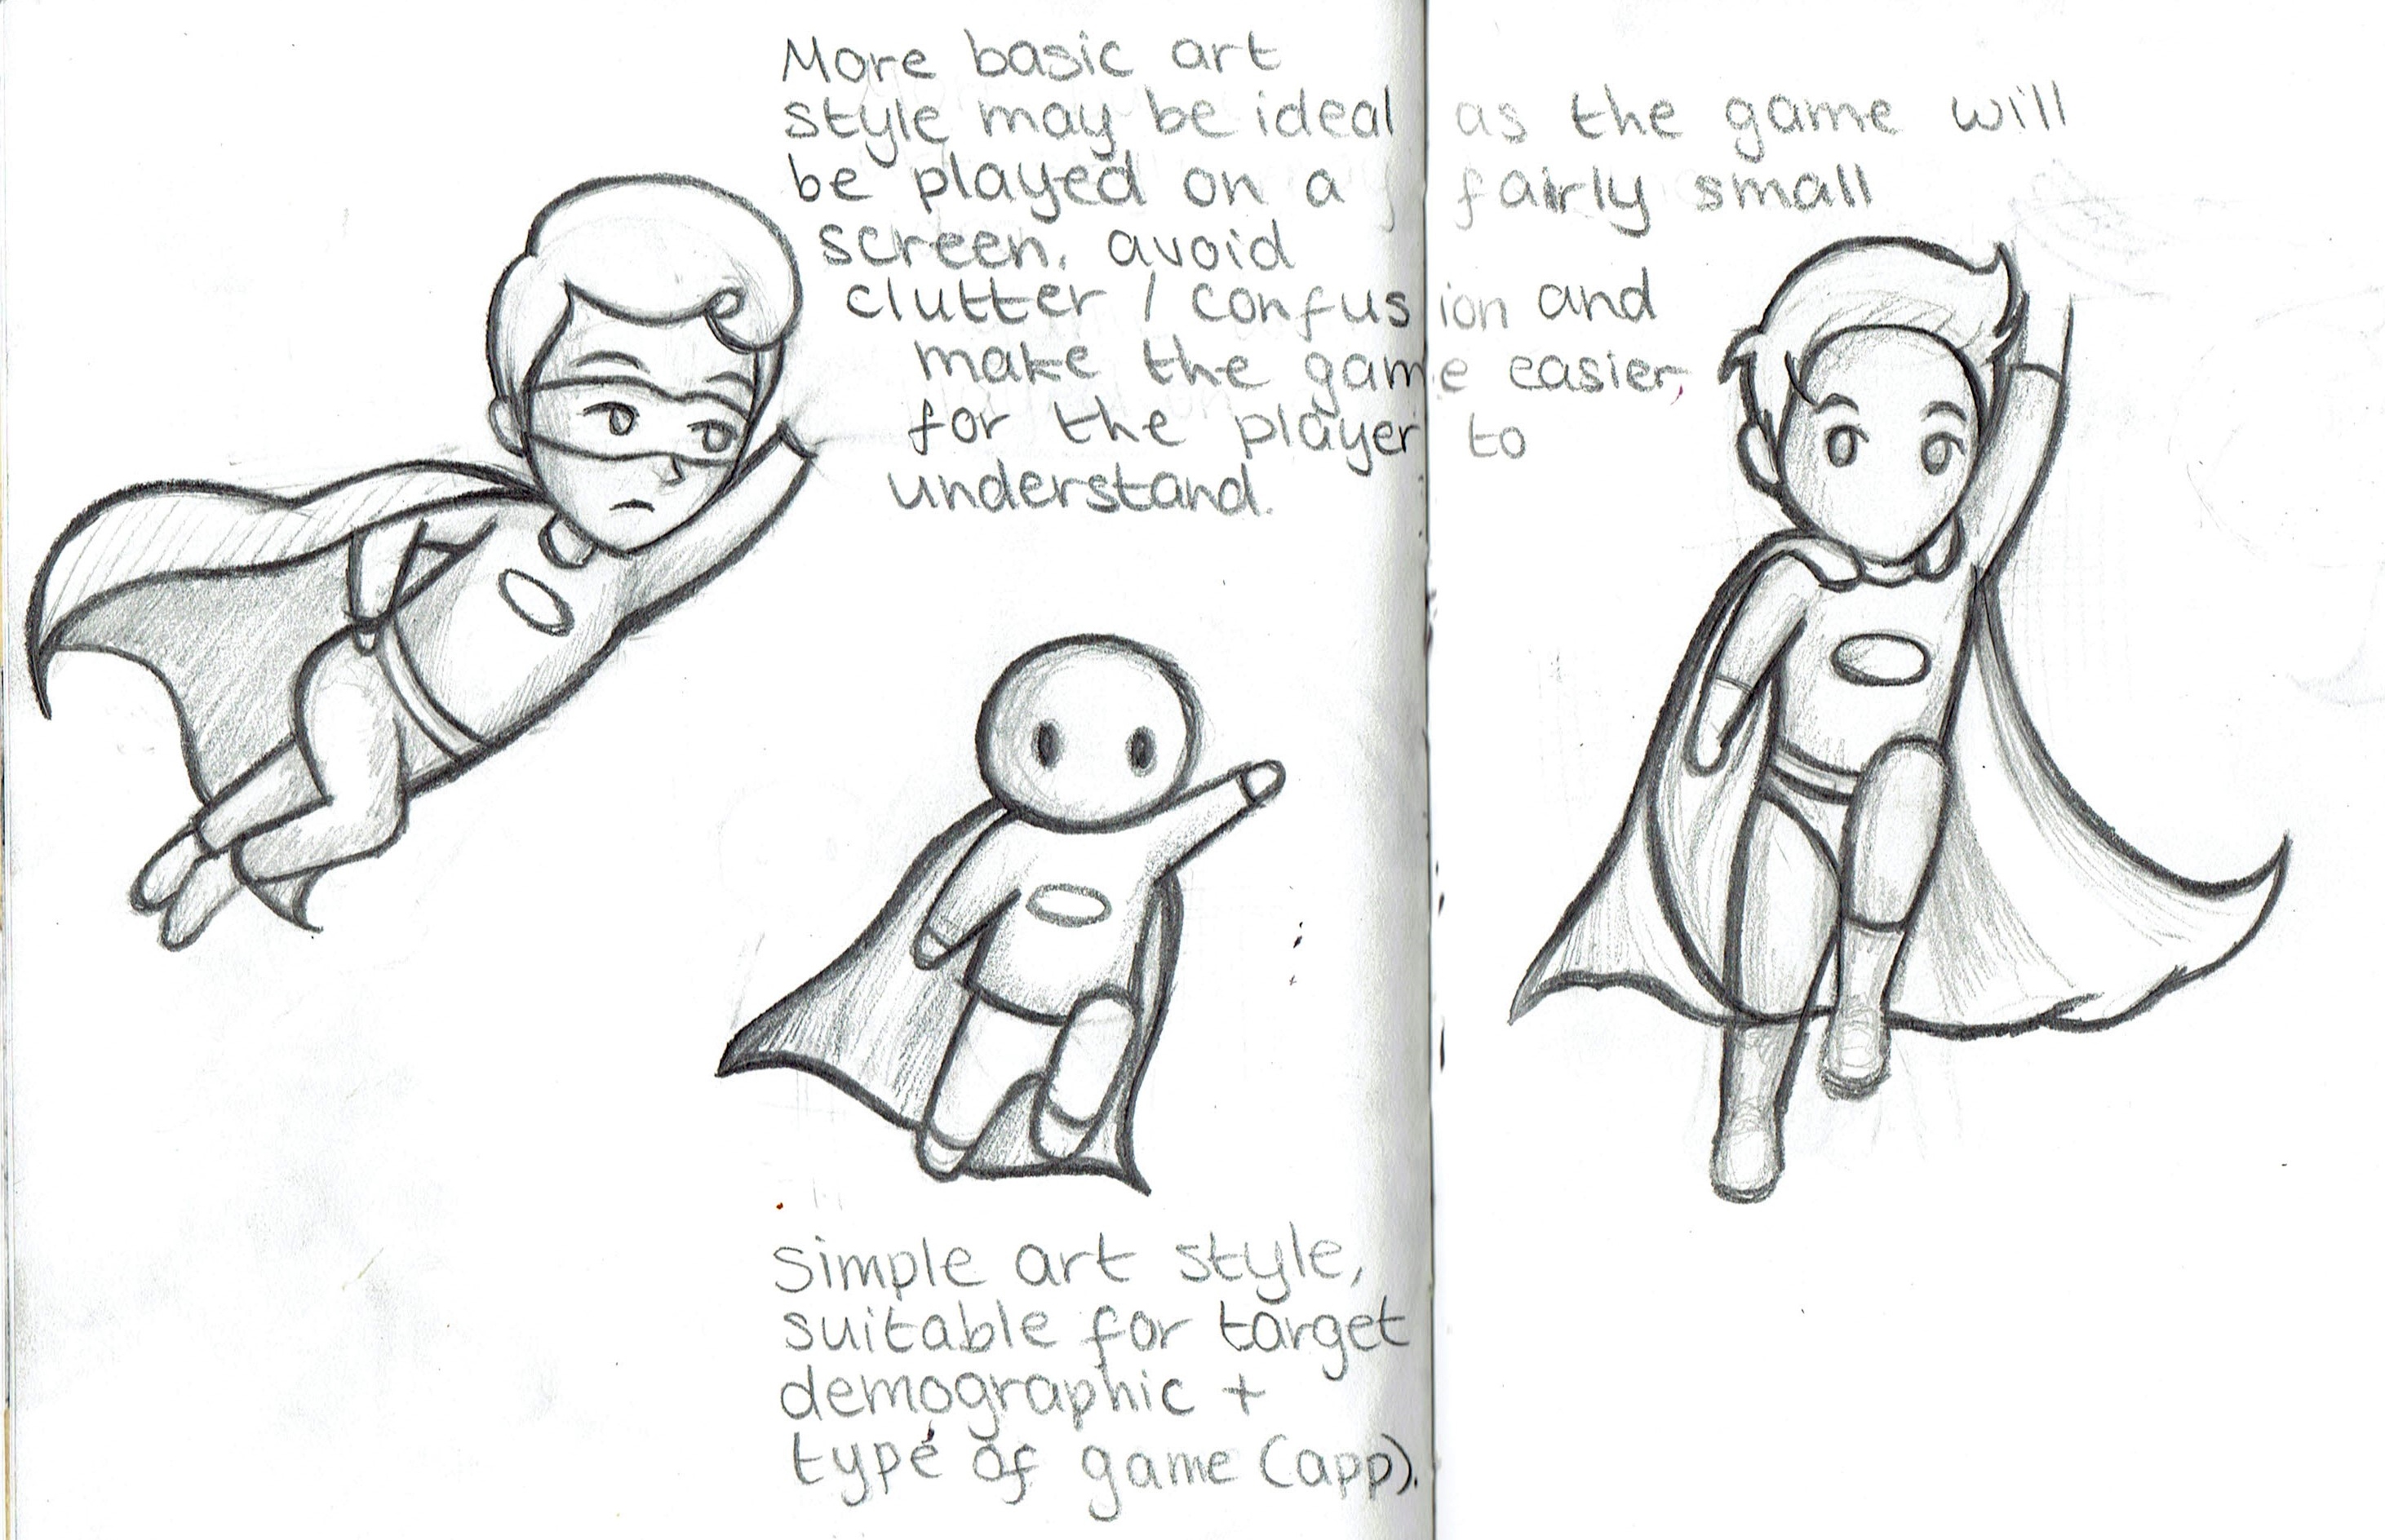 More basic art
style may be ideal as the game will
be played on a fairly small
screen. avoid
clutter / confusion and
make the game easier,
for the player to
understand.
Simple art style,
suitable for target
demographic +
type of game (app).